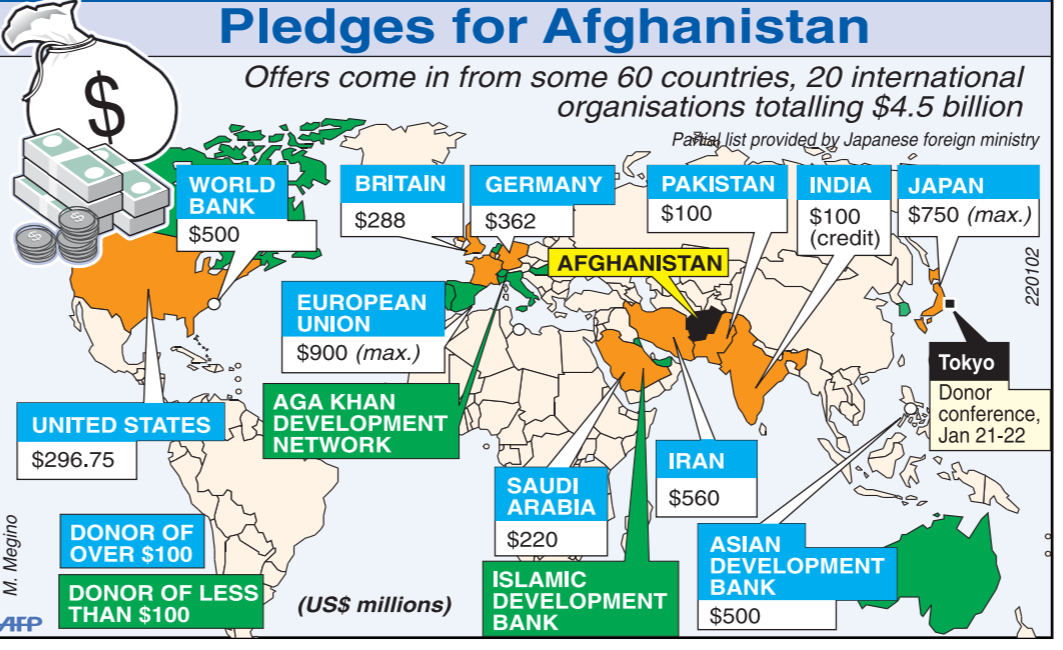 Pledges for Afghanistan
$
Offers come in from some 60 countries, 20 international
organisations totalling $4.5 billion
Partial list provided by Japanese foreign ministry
WORLD
BANK
$500
BRITAIN
$288
GERMANY
$362
PAKISTAN
$100
INDIA
$100
(credit)
JAPAN
$750 (max.)
220102
AFGHANISTAN
EUROPEAN
UNION
$900 (max.)
Tokyo
Donor
conference,
Jan 21-22
AGA KHAN
DEVELOPMENT
NETWORK
UNITED STATES
$296.75
SAUDI
ARABIA
$220
IRAN
$560
ASIAN
DEVELOPMENT
BANK
$500
ISLAMIC
DEVELOPMENT
BANK
DONOR OF
OVER $100
DONOR OF LESS
THAN $100
(US$ millions)
M. Megino
AFP